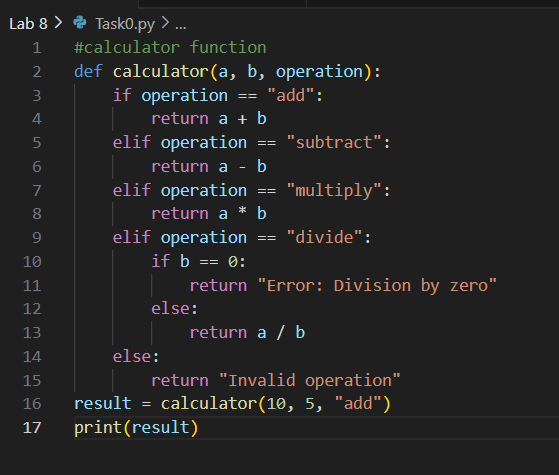 Lab 8 > Task0.py > ...
1 #calculator function
2 def calculator(a, b, operation):
3     if operation == "add":
4         return a + b
5     elif operation == "subtract":
6         return a - b
7     elif operation == "multiply":
8         return a * b
9     elif operation == "divide":
10         if b == 0:
11             return "Error: Division by zero"
12         else:
13             return a / b
14     else:
15         return "Invalid operation"
16 result = calculator(10, 5, "add")
17 print(result)